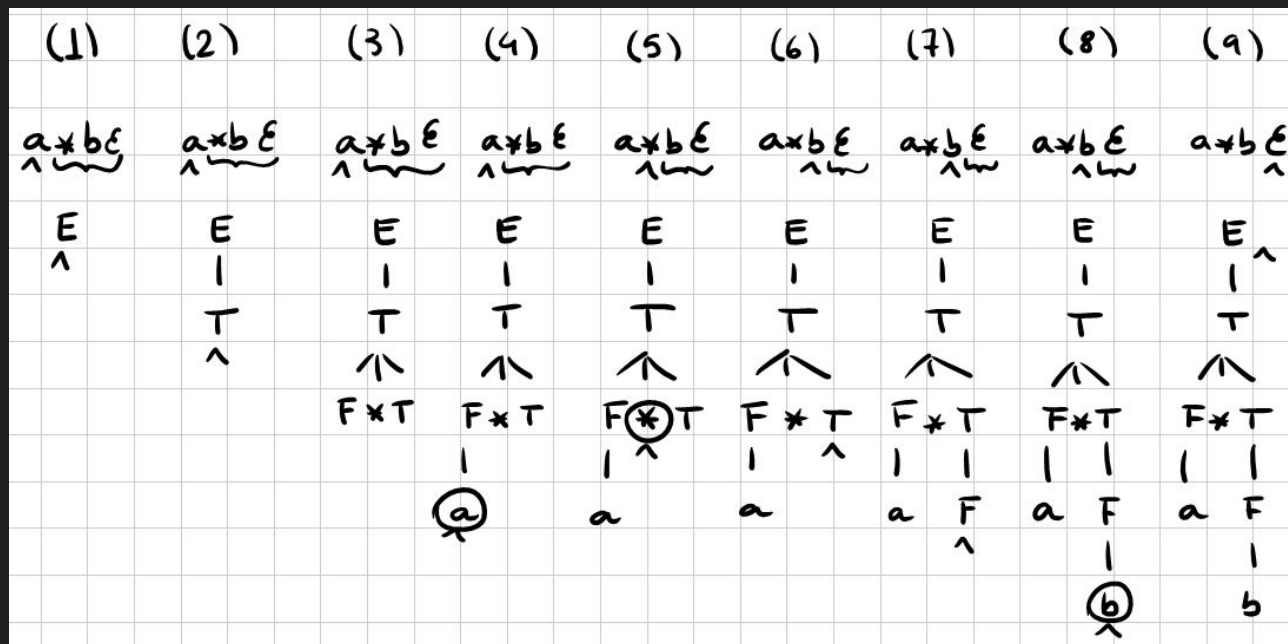 (1) (2) (3) (4) (5) (6) (7) (8) (9)
a*bε a*bε a*bε a*bε a*bε a*bε a*bε a*bε a*bε
E E E E E E E E E
T T T T T T T T
F*T F*T F*T F*T F*T F*T F*T
a a a a F a F a F
b b